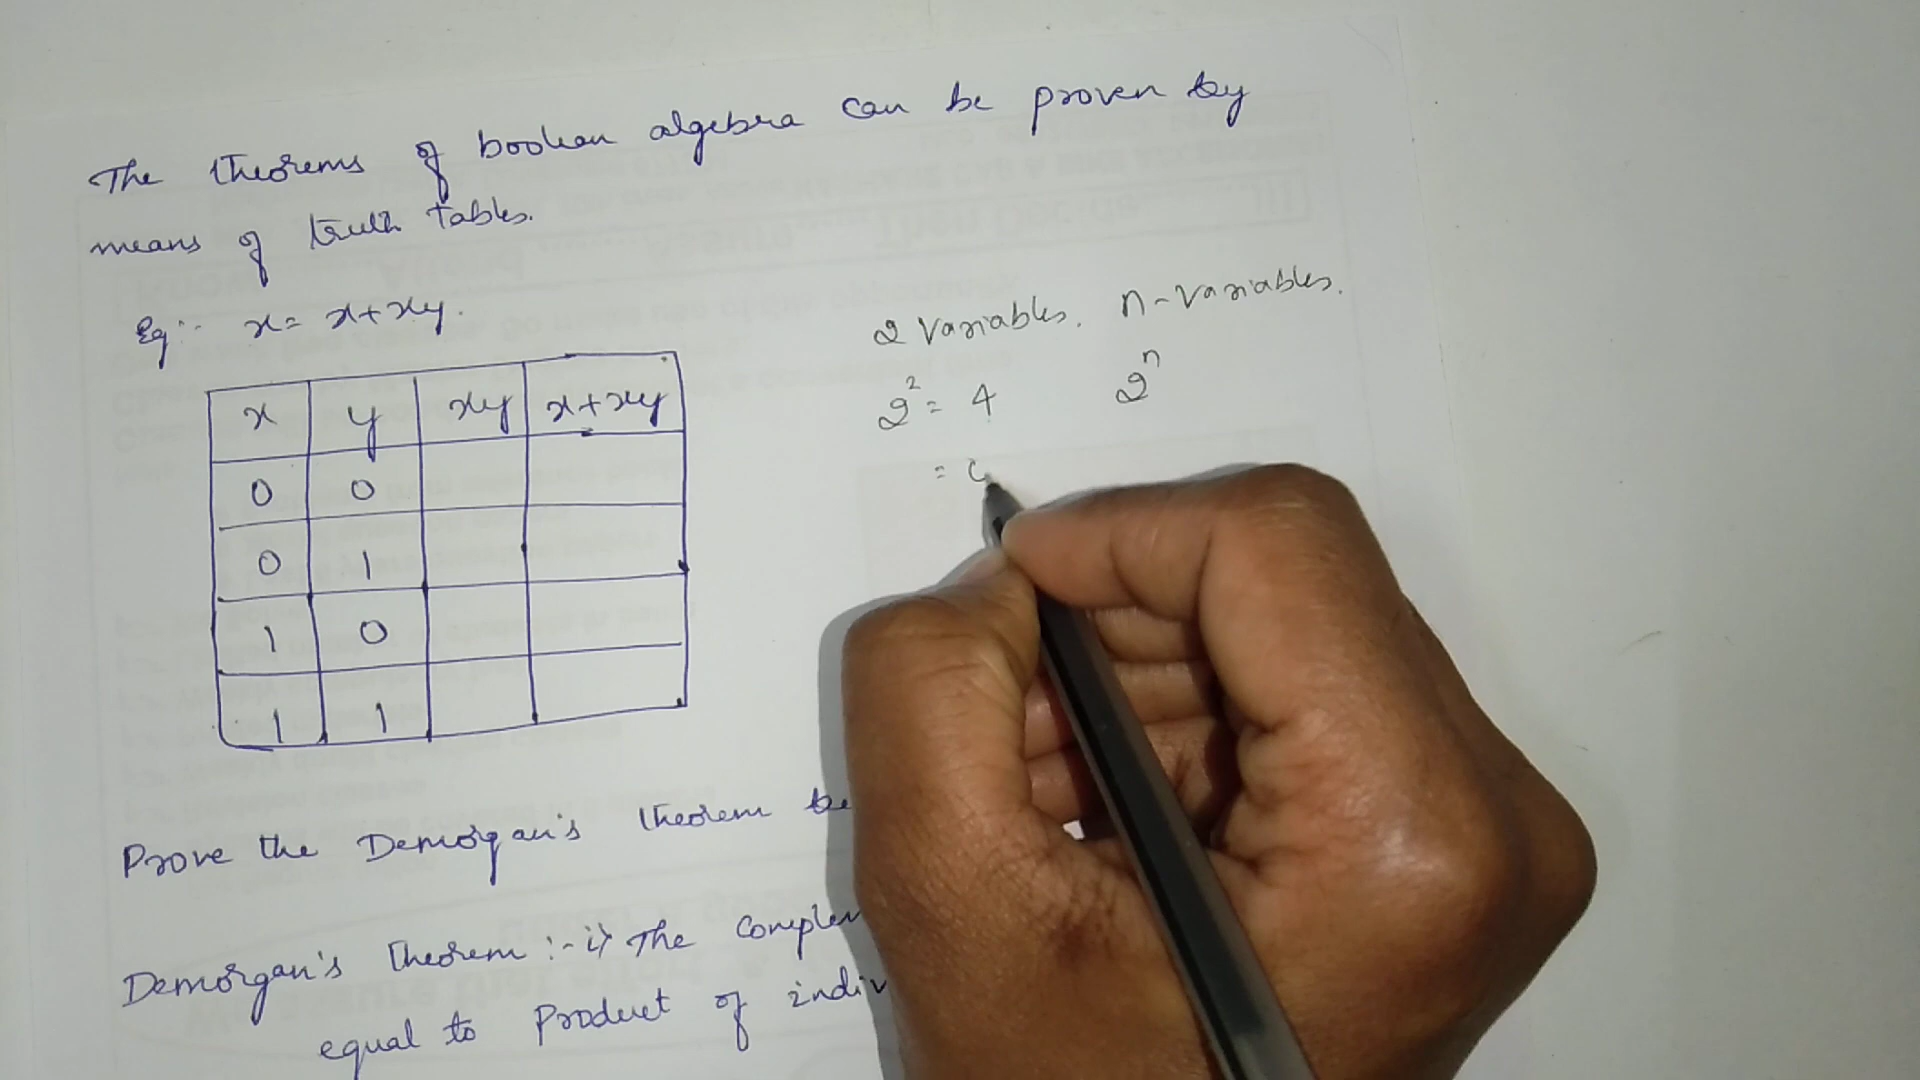 The theorems of boolean algebra can be proven by
means of truth tables.
Eg:- x = x+xy.
2 Variables. n-variables.
2² = 4 2ⁿ
=
x y xy x+xy
0 0
0 1
1 0
1 1
Prove the Demorgan's theorem
Demorgan's theorem :- i) The
equal to product of